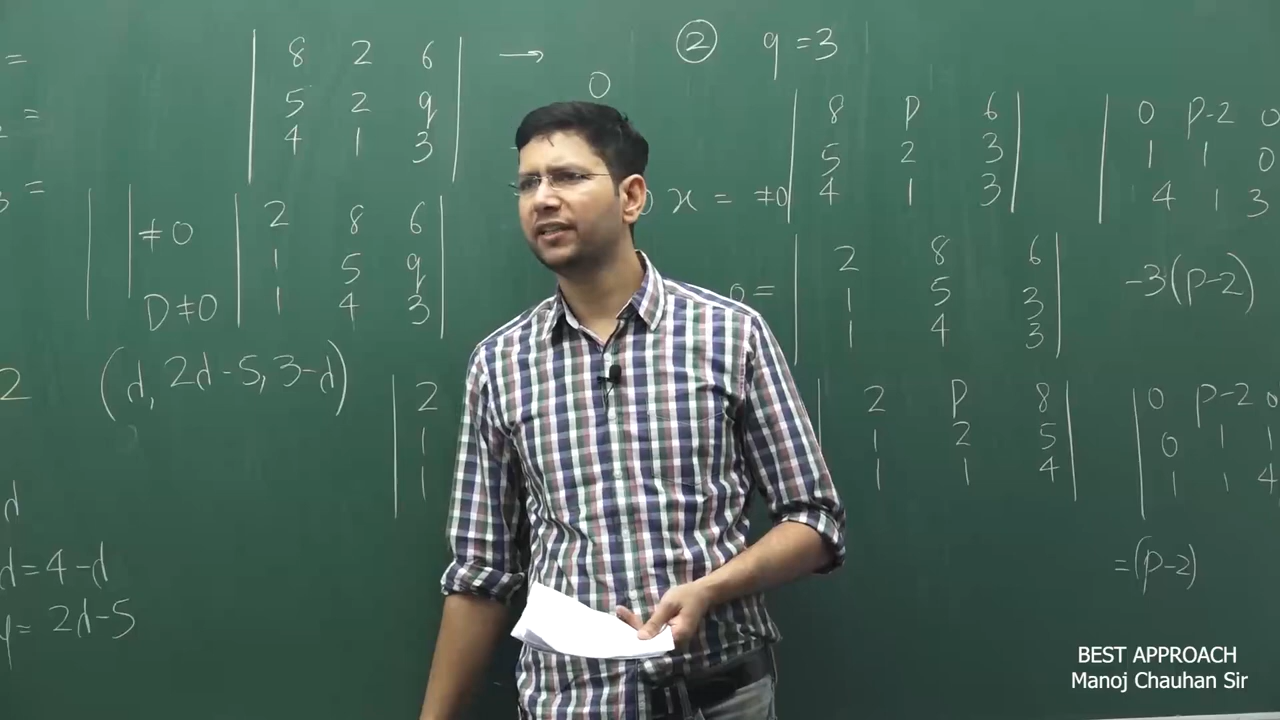 =
=
=
8 2 6 →
5 2 q
4 1 3
0
② q = 3
≠ 0
D ≠ 0
2 8 6
1 5 q
1 4 3
x = ≠0
8 P 6
5 2 3
4 1 3
0 P-2 0
1 1 0
4 1 3
0 =
2 8 6
1 5 3
1 4 3
-3(P-2)
2
(d, 2d-5, 3-d)
2
1
1
2 P 8
1 2 5
1 1 4
0 P-2 0
0 1 1
1 1 4
= (P-2)
d
d = 4-d
y = 2d-5
BEST APPROACH
Manoj Chauhan Sir